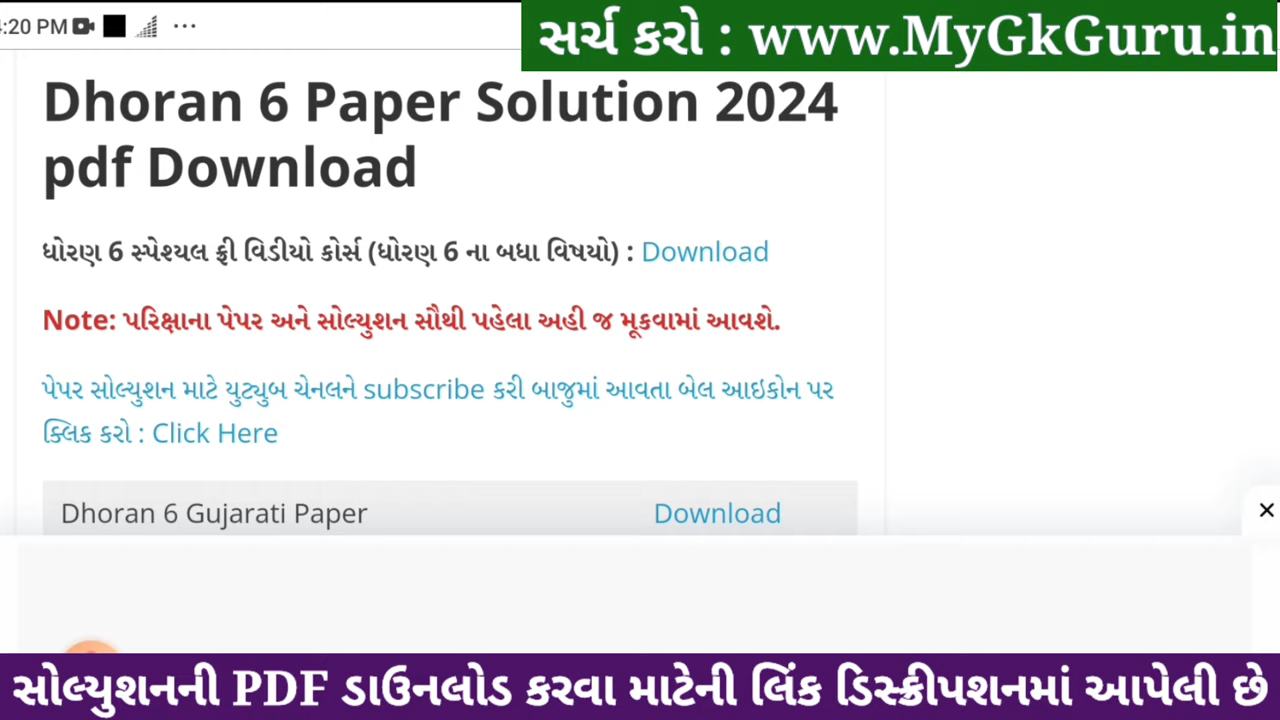 :20 PM
સર્ચ કરો : www.MyGkGuru.in
Dhoran 6 Paper Solution 2024
pdf Download
ધોરણ 6 સ્પેશ્યલ ફ્રી વિડીયો કોર્સ (ધોરણ 6 ના બધા વિષયો) : Download
Note: પરિક્ષાના પેપર અને સોલ્યુશન સૌથી પહેલા અહી જ મૂકવામાં આવશે.
પેપર સોલ્યુશન માટે યુટ્યુબ ચેનલને subscribe કરી બાજુમાં આવતા બેલ આઇકોન પર
ક્લિક કરો : Click Here
Dhoran 6 Gujarati Paper Download
સોલ્યુશનની PDF ડાઉનલોડ કરવા માટેની લિંક ડિસ્ક્રીપશનમાં આપેલી છે